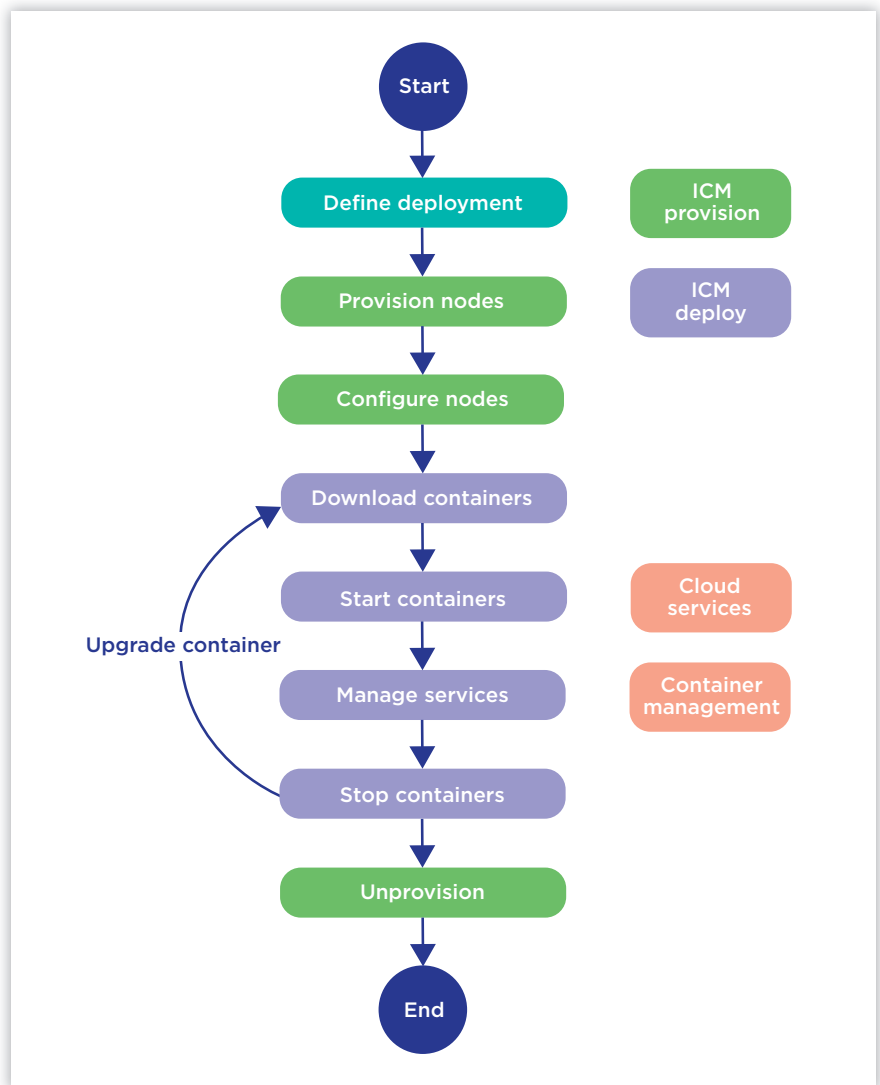 Start
Define deployment
ICM
provision
Provision nodes
ICM
deploy
Configure nodes
Download containers
Start containers
Cloud
services
Upgrade container
Manage services
Container
management
Stop containers
Unprovision
End